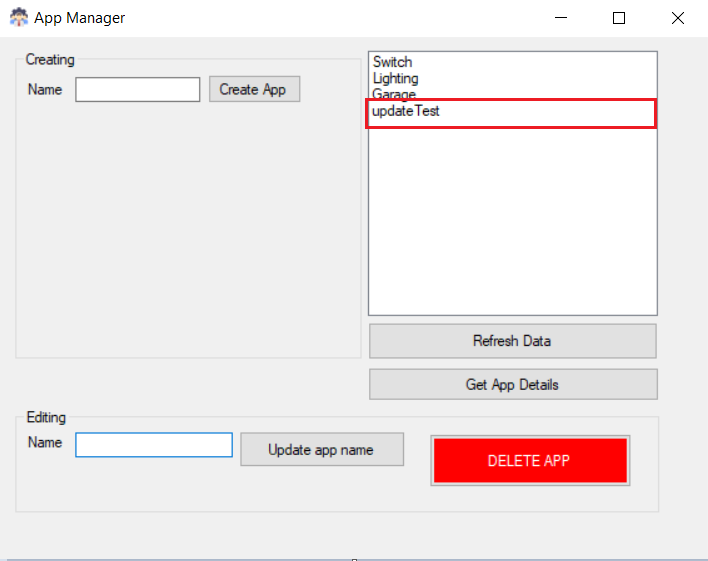 App Manager
Creating
Name
Create App
Switch
Lighting
Garage
updateTest
Refresh Data
Get App Details
Editing
Name
Update app name
DELETE APP